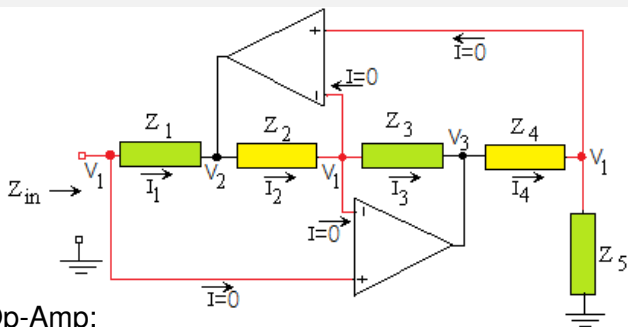 +
I=0
I=0
-
Z1 Z2 Z3 Z4
V1 V2 V1 V3 V1
I1 I2 I3 I4
Zin
I=0
-
+
I=0
Z5
Op-Amp: